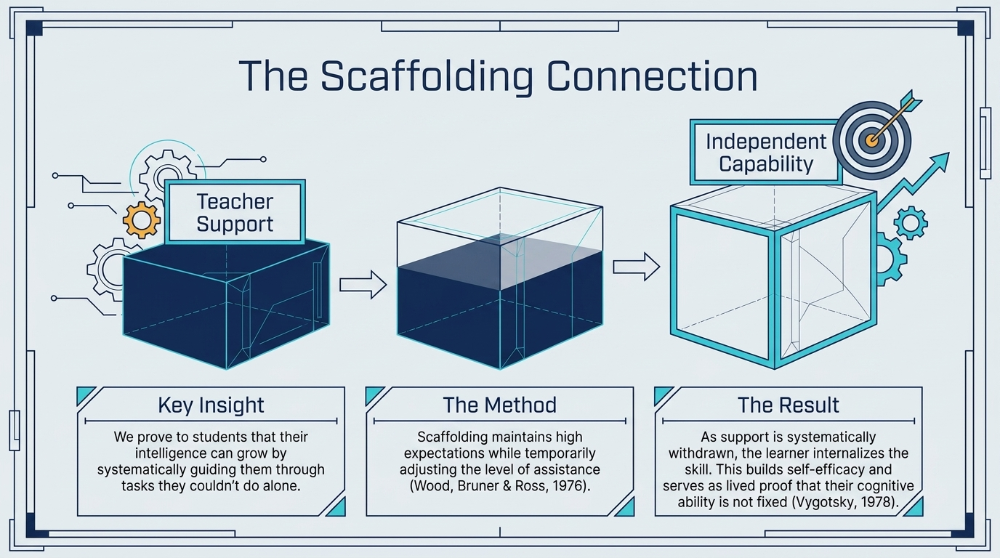 The Scaffolding Connection
Teacher
Support
Independent
Capability
Key Insight
We prove to students that their
intelligence can grow by
systematically guiding them through
tasks they couldn't do alone.
The Method
Scaffolding maintains high
expectations while temporarily
adjusting the level of assistance
(Wood, Bruner & Ross, 1976).
The Result
As support is systematically
withdrawn, the learner internalizes the
skill. This builds self-efficacy and
serves as lived proof that their cognitive
ability is not fixed (Vygotsky, 1978).